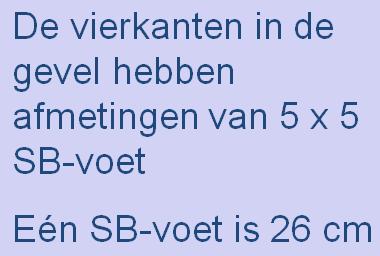 De vierkanten in de
gevel hebben
afmetingen van 5 x 5
SB-voet
Eén SB-voet is 26 cm